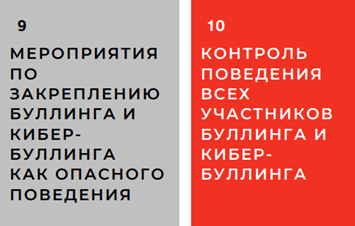 9
МЕРОПРИЯТИЯ
ПО
ЗАКРЕПЛЕНИЮ
БУЛЛИНГА И
КИБЕР-
БУЛЛИНГА
КАК ОПАСНОГО
ПОВЕДЕНИЯ
10
КОНТРОЛЬ
ПОВЕДЕНИЯ
ВСЕХ
УЧАСТНИКОВ
БУЛЛИНГА И
КИБЕР-
БУЛЛИНГА